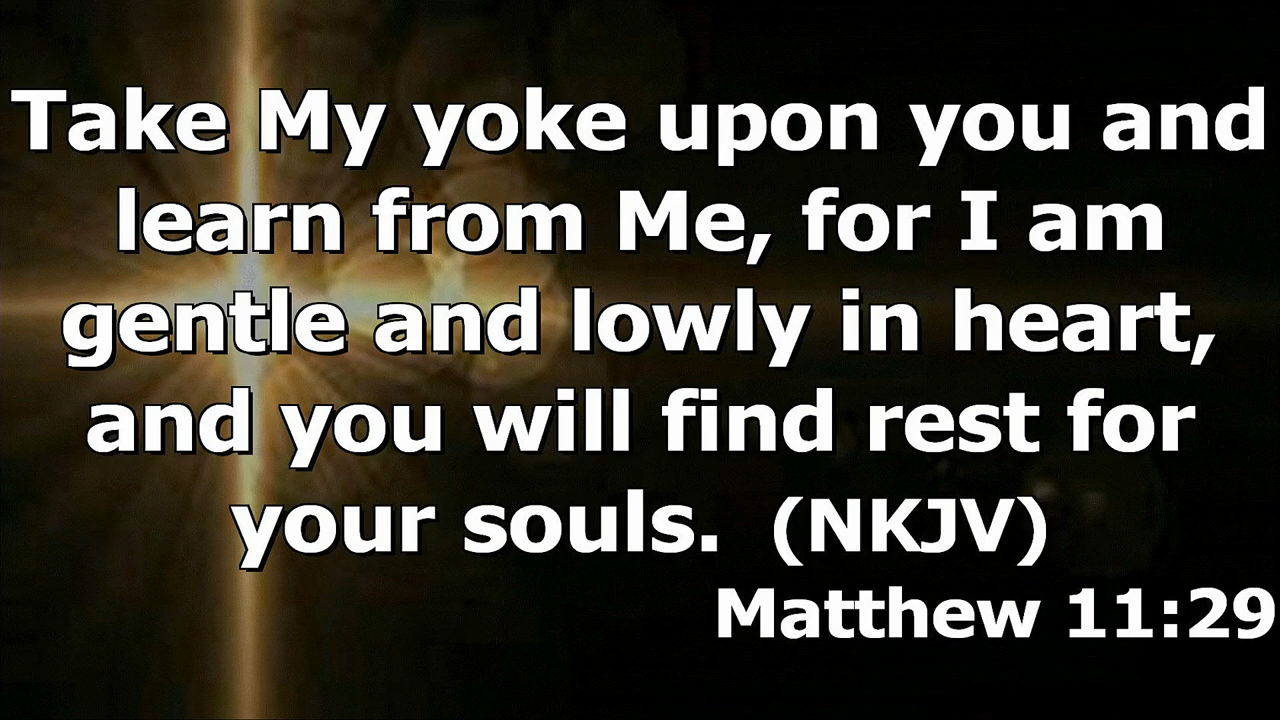 Take My yoke upon you and
learn from Me, for I am
gentle and lowly in heart,
and you will find rest for
your souls.  (NKJV)
Matthew 11:29